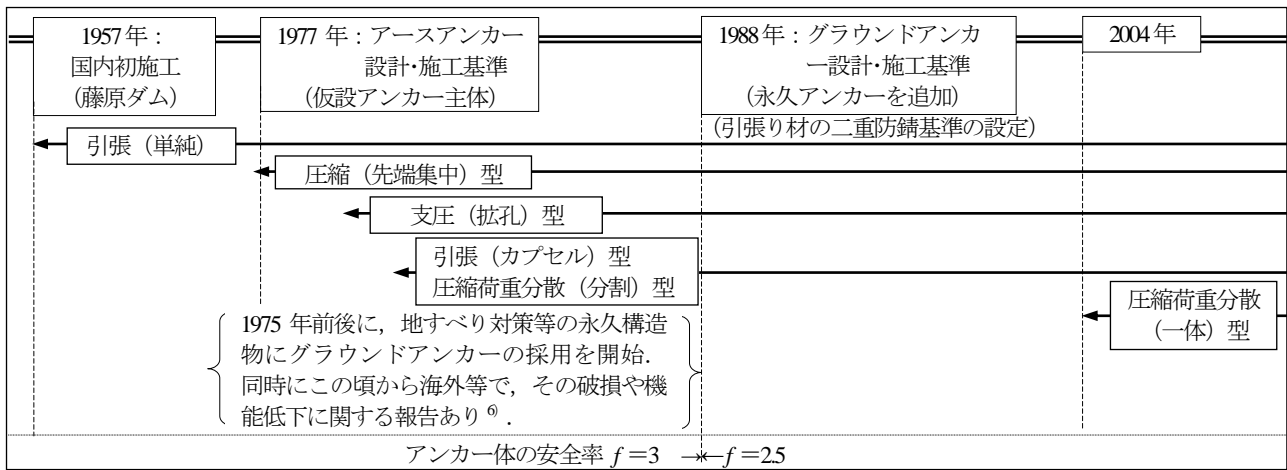 1957年：
国内初施工
(藤原ダム)
1977年：アースアンカー
設計・施工基準
(仮設アンカー主体)
1988年：グラウンドアンカ
ー設計・施工基準
(永久アンカーを追加)
(引張り材の二重防錆基準の設定)
2004年
引張（単純）
圧縮（先端集中）型
支圧（拡孔）型
引張（カプセル）型
圧縮荷重分散（分割）型
圧縮荷重分散
（一体）型
1975年前後に，地すべり対策等の永久構造
物にグラウンドアンカーの採用を開始．
同時にこの頃から海外等で，その破損や機
能低下に関する報告あり6)．
アンカー体の安全率 f＝3 →←f＝2.5